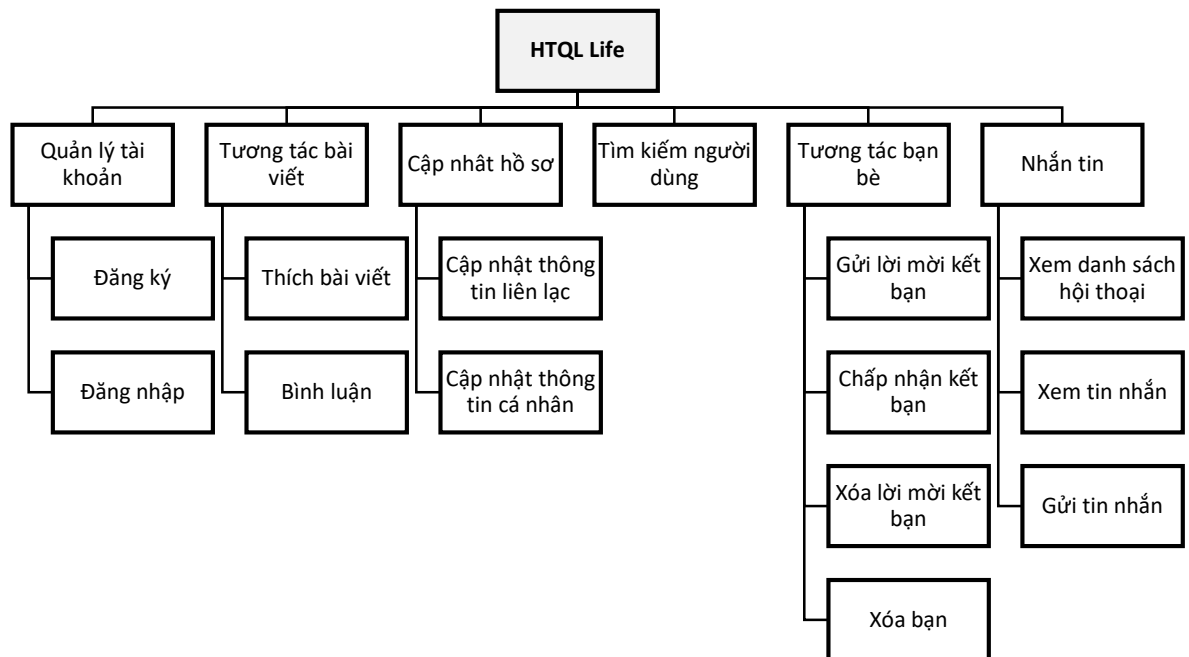 HTQL Life
Quản lý tài
khoản
Tương tác bài
viết
Cập nhât hồ sơ
Tìm kiếm người
dùng
Tương tác bạn
bè
Nhắn tin
Đăng ký
Đăng nhập
Thích bài viết
Bình luận
Cập nhật thông
tin liên lạc
Cập nhật thông
tin cá nhân
Gửi lời mời kết
bạn
Chấp nhận kết
bạn
Xóa lời mời kết
bạn
Xóa bạn
Xem danh sách
hội thoại
Xem tin nhắn
Gửi tin nhắn